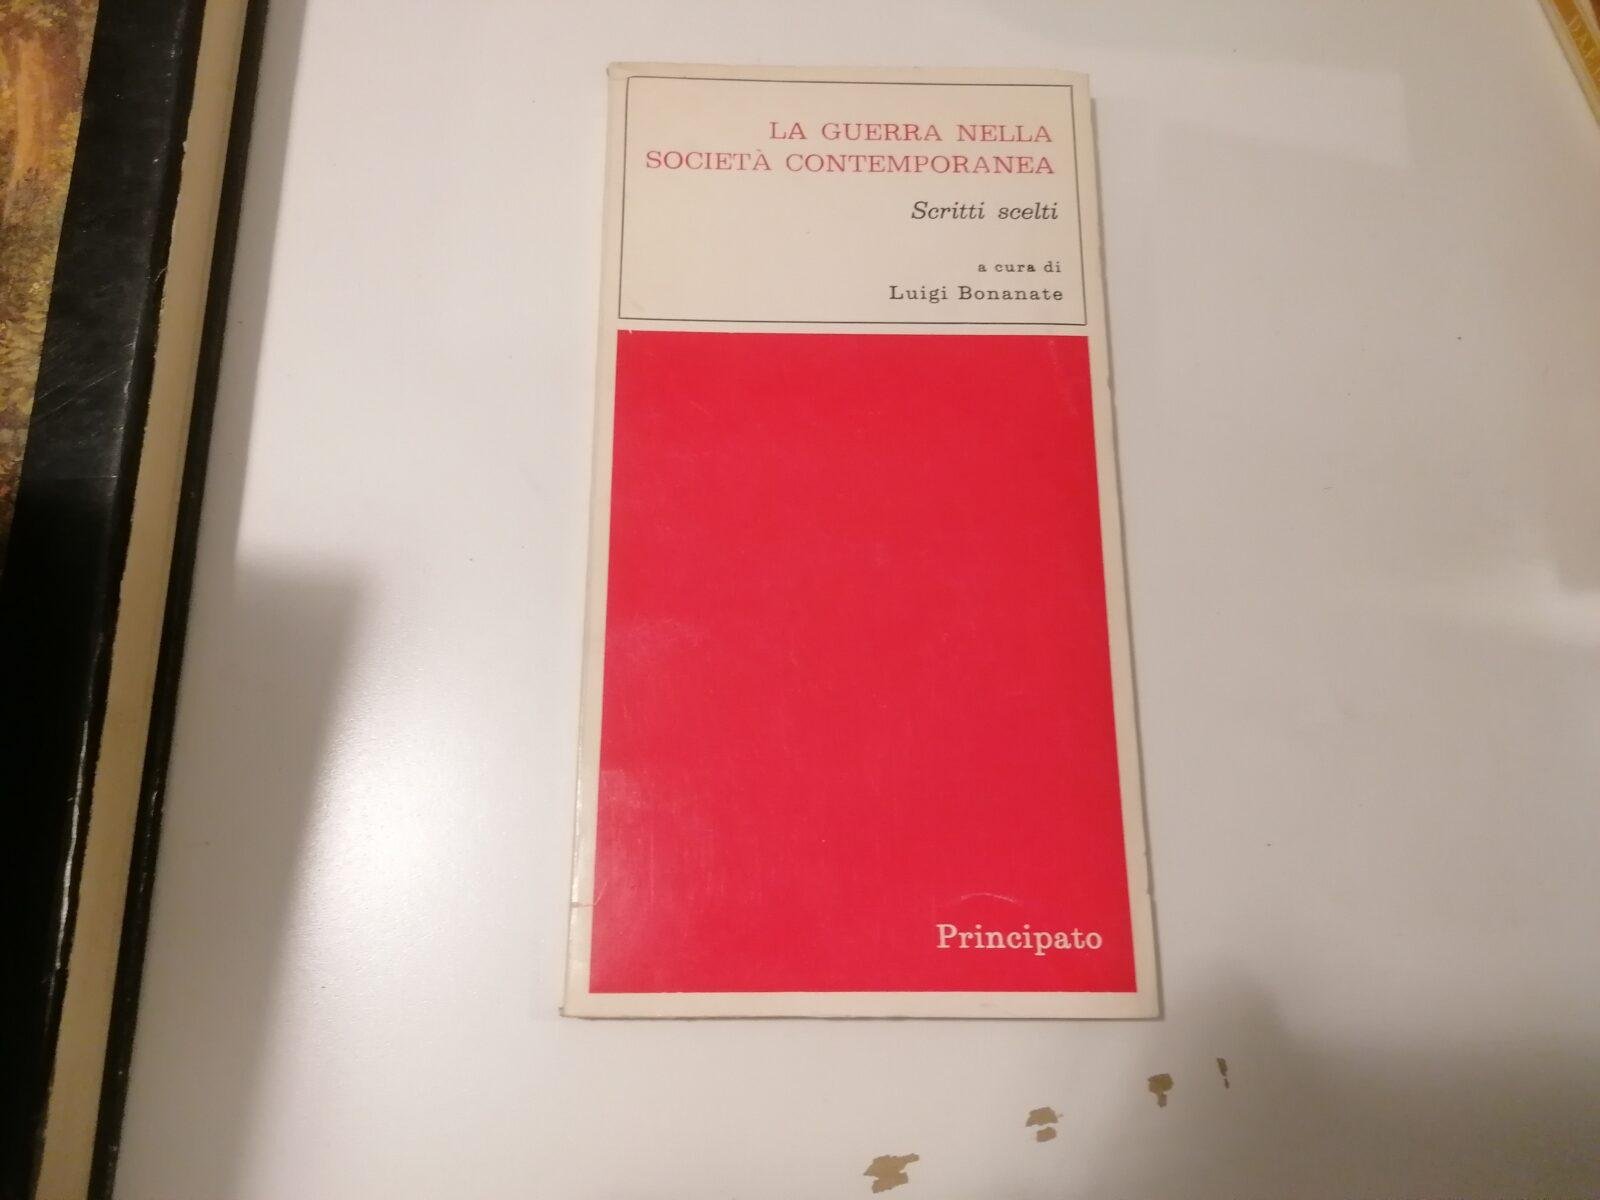 LA GUERRA NELLA
SOCIETÀ CONTEMPORANEA
Scritti scelti
a cura di
Luigi Bonanate
Principato